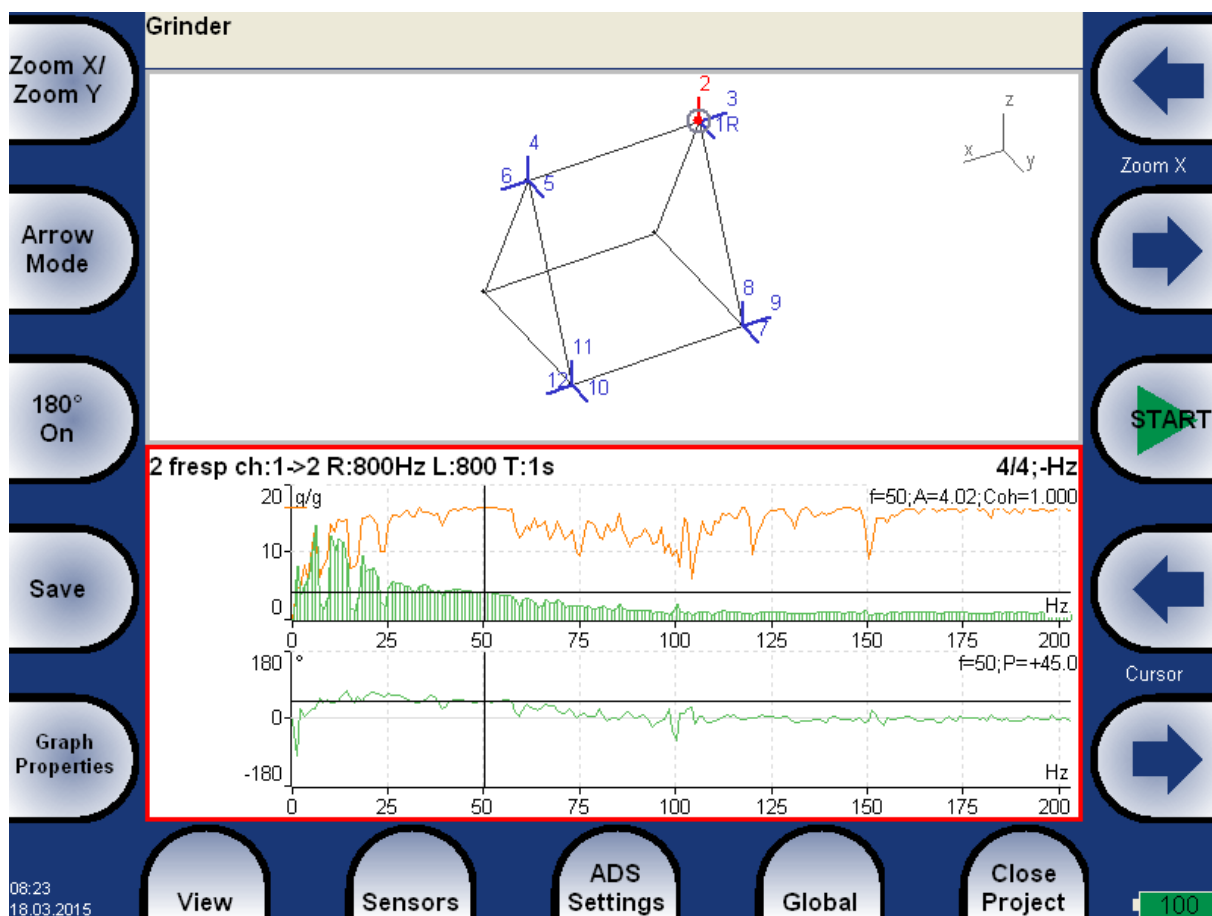 Grinder
Zoom X/
Zoom Y
Arrow
Mode
180°
On
Save
Graph
Properties
2
3
1R
4
6
5
8
9
7
11
12
10
z
x
y
Zoom X
START
Cursor
2 fresp ch:1->2 R:800Hz L:800 T:1s
4/4;-Hz
20 g/g
f=50;A=4.02;Coh=1.000
10
0
Hz
0 25 50 75 100 125 150 175 200
180 °
f=50;P=+45.0
0
-180
Hz
0 25 50 75 100 125 150 175 200
08:23
18.03.2015
View
Sensors
ADS
Settings
Global
Close
Project
100